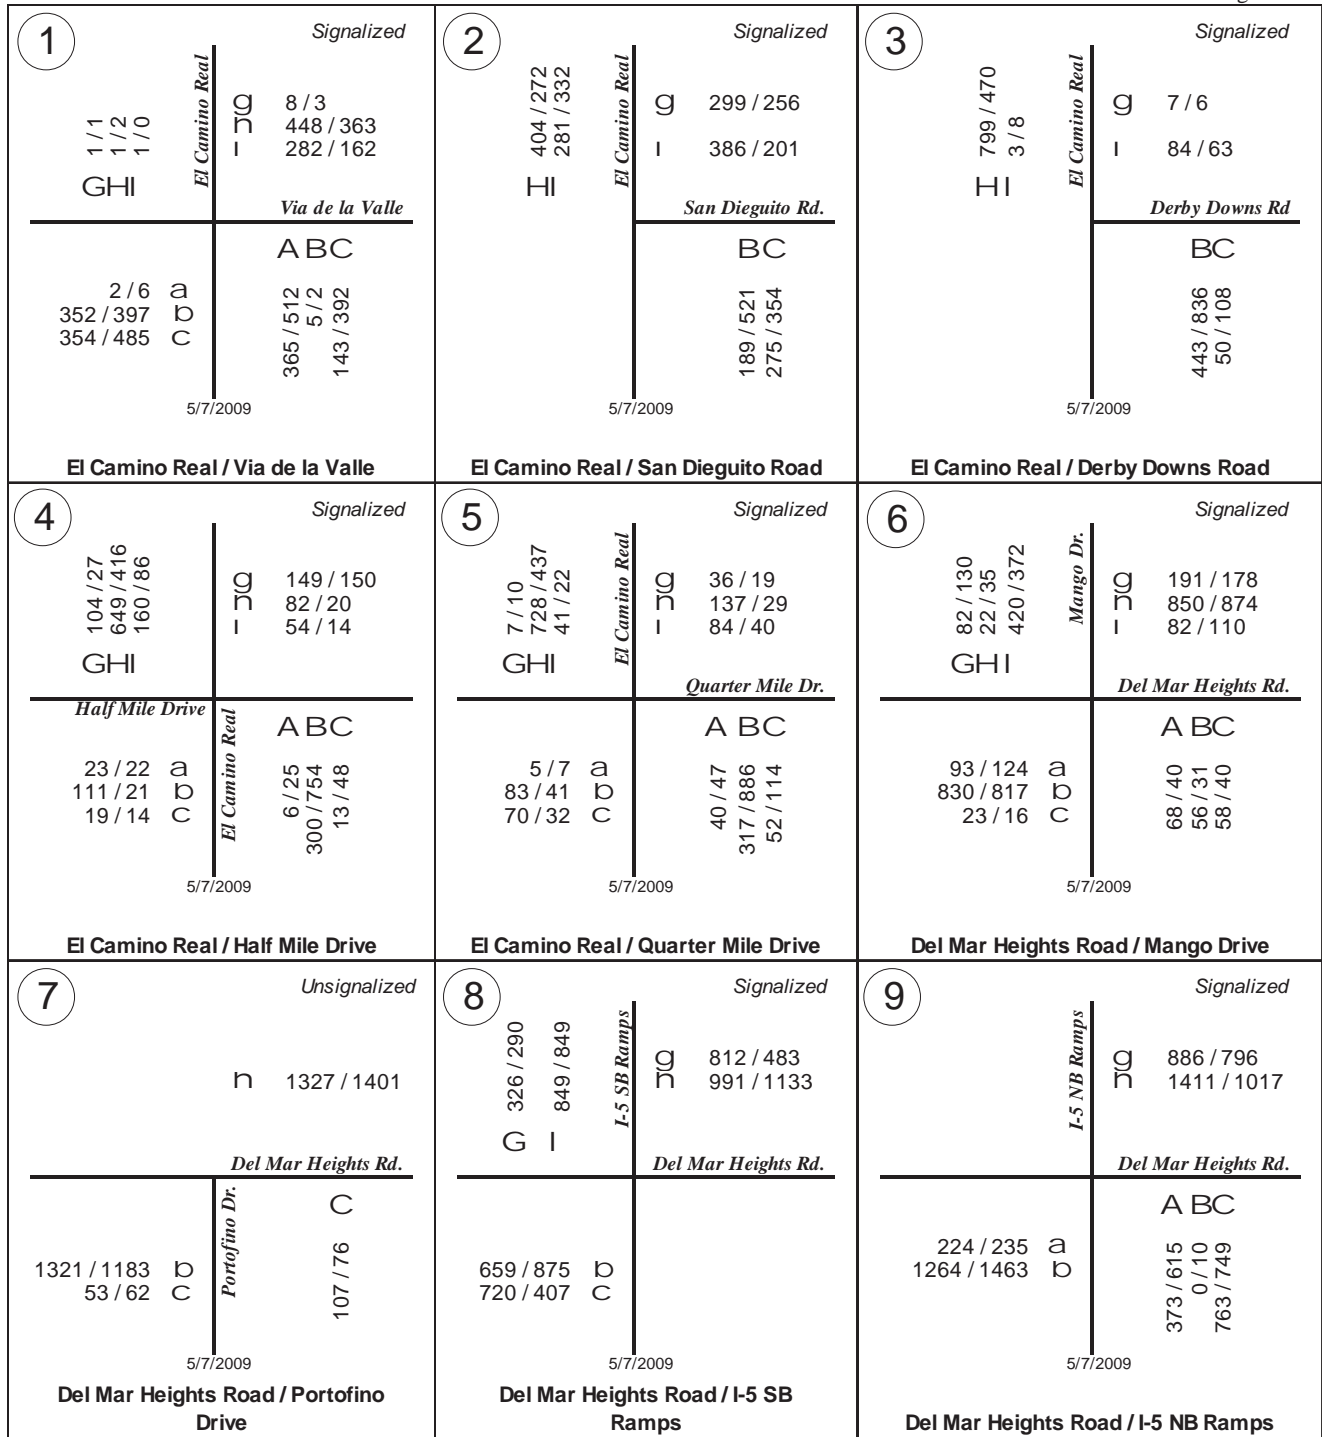 1
Signalized
El Camino Real
1 / 1
1 / 2
1 / 0
GHI
g 8 / 3
h 448 / 363
i 282 / 162
Via de la Valle
ABC
2 / 6 a
352 / 397 b
354 / 485 c
365 / 512
5 / 2
143 / 392
5/7/2009
El Camino Real / Via de la Valle
2
Signalized
El Camino Real
404 / 272
281 / 332
HI
g 299 / 256
i 386 / 201
San Dieguito Rd.
BC
189 / 521
275 / 354
5/7/2009
El Camino Real / San Dieguito Road
3
Signalized
El Camino Real
799 / 470
3 / 8
HI
g 7 / 6
i 84 / 63
Derby Downs Rd
BC
443 / 836
50 / 108
5/7/2009
El Camino Real / Derby Downs Road
4
Signalized
104 / 27
649 / 416
160 / 86
GHI
g 149 / 150
h 82 / 20
i 54 / 14
Half Mile Drive
El Camino Real
ABC
23 / 22 a
111 / 21 b
19 / 14 c
6 / 25
300 / 754
13 / 48
5/7/2009
El Camino Real / Half Mile Drive
5
Signalized
El Camino Real
7 / 10
728 / 437
41 / 22
GHI
g 36 / 19
h 137 / 29
i 84 / 40
Quarter Mile Dr.
ABC
5 / 7 a
83 / 41 b
70 / 32 c
40 / 47
317 / 886
52 / 114
5/7/2009
El Camino Real / Quarter Mile Drive
6
Signalized
Mango Dr.
82 / 130
22 / 35
420 / 372
GHI
g 191 / 178
h 850 / 874
i 82 / 110
Del Mar Heights Rd.
ABC
93 / 124 a
830 / 817 b
23 / 16 c
68 / 40
56 / 31
58 / 40
5/7/2009
Del Mar Heights Road / Mango Drive
7
Unsignalized
h 1327 / 1401
Del Mar Heights Rd.
Portofino Dr.
C
1321 / 1183 b
53 / 62 c
107 / 76
5/7/2009
Del Mar Heights Road / Portofino
Drive
8
Signalized
I-5 SB Ramps
326 / 290
849 / 849
G I
g 812 / 483
h 991 / 1133
Del Mar Heights Rd.
659 / 875 b
720 / 407 c
5/7/2009
Del Mar Heights Road / I-5 SB
Ramps
9
Signalized
I-5 NB Ramps
g 886 / 796
h 1411 / 1017
Del Mar Heights Rd.
ABC
224 / 235 a
1264 / 1463 b
373 / 615
0 / 10
763 / 749
5/7/2009
Del Mar Heights Road / I-5 NB Ramps